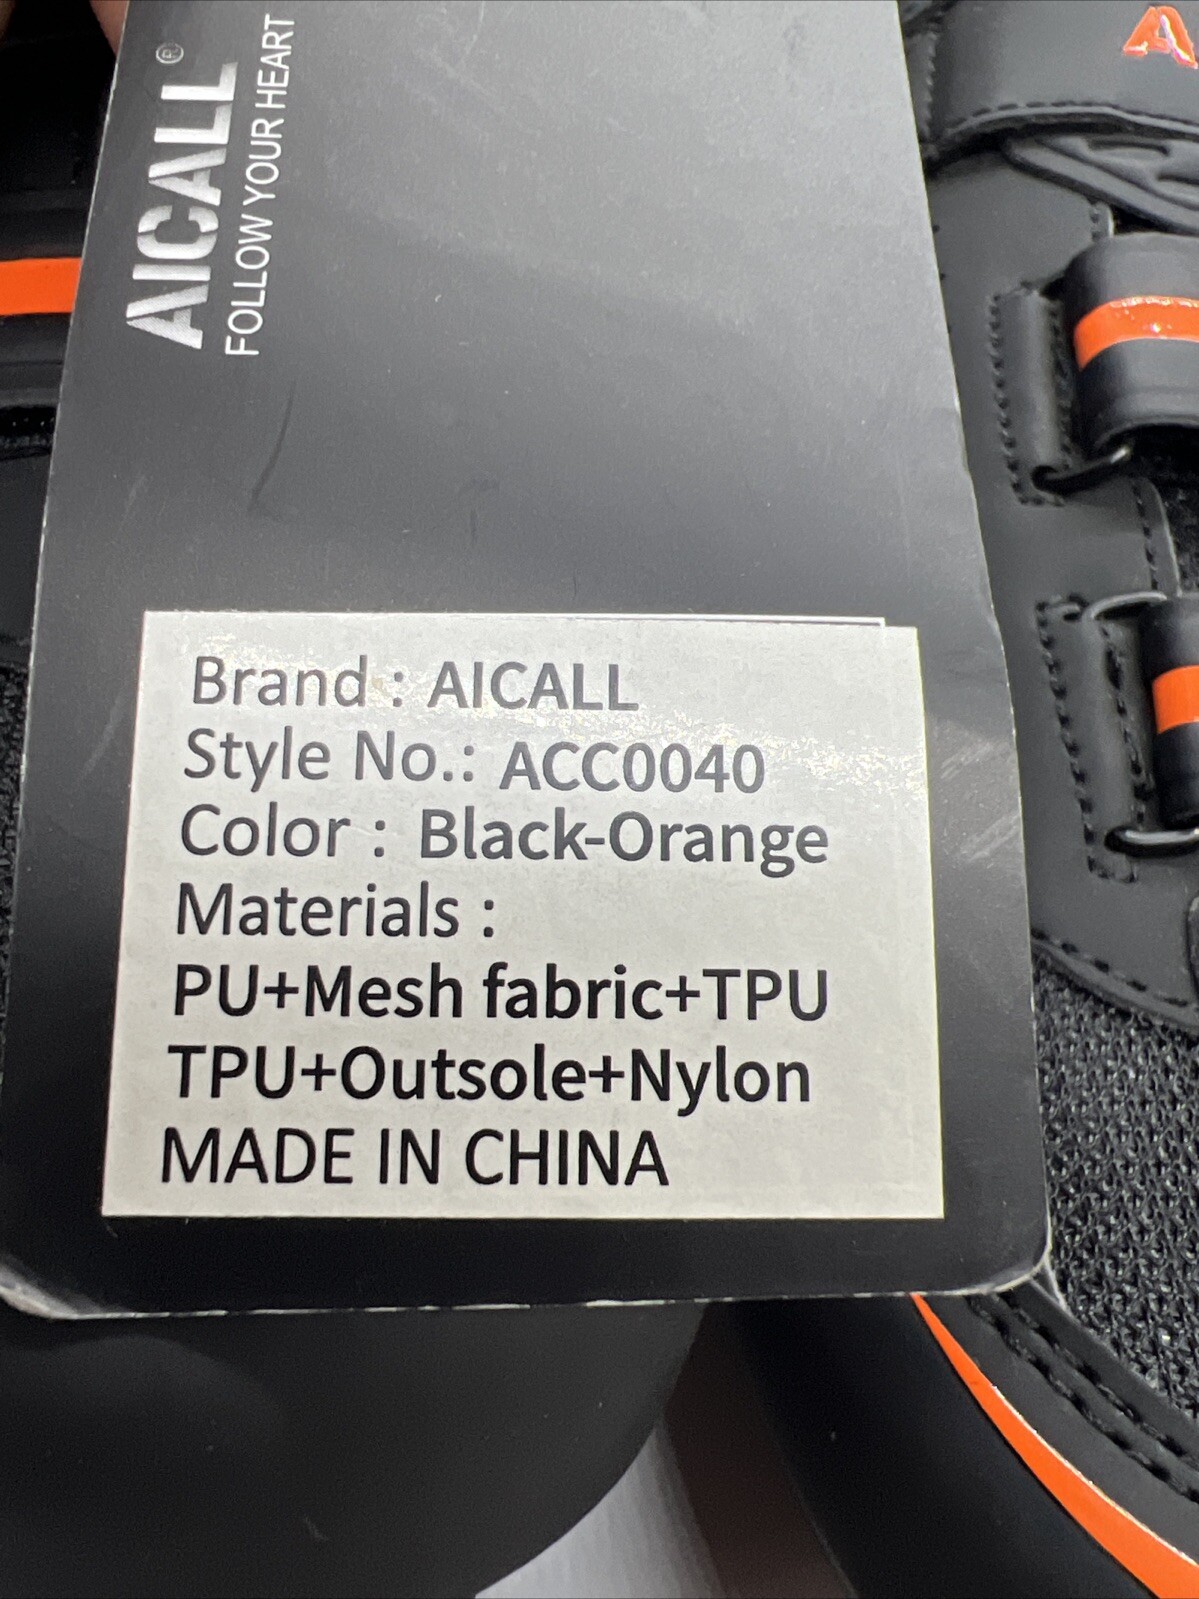 AICALL®
FOLLOW YOUR HEART
Brand : AICALL
Style No.: ACC0040
Color : Black-Orange
Materials :
PU+Mesh fabric+TPU
TPU+Outsole+Nylon
MADE IN CHINA
A